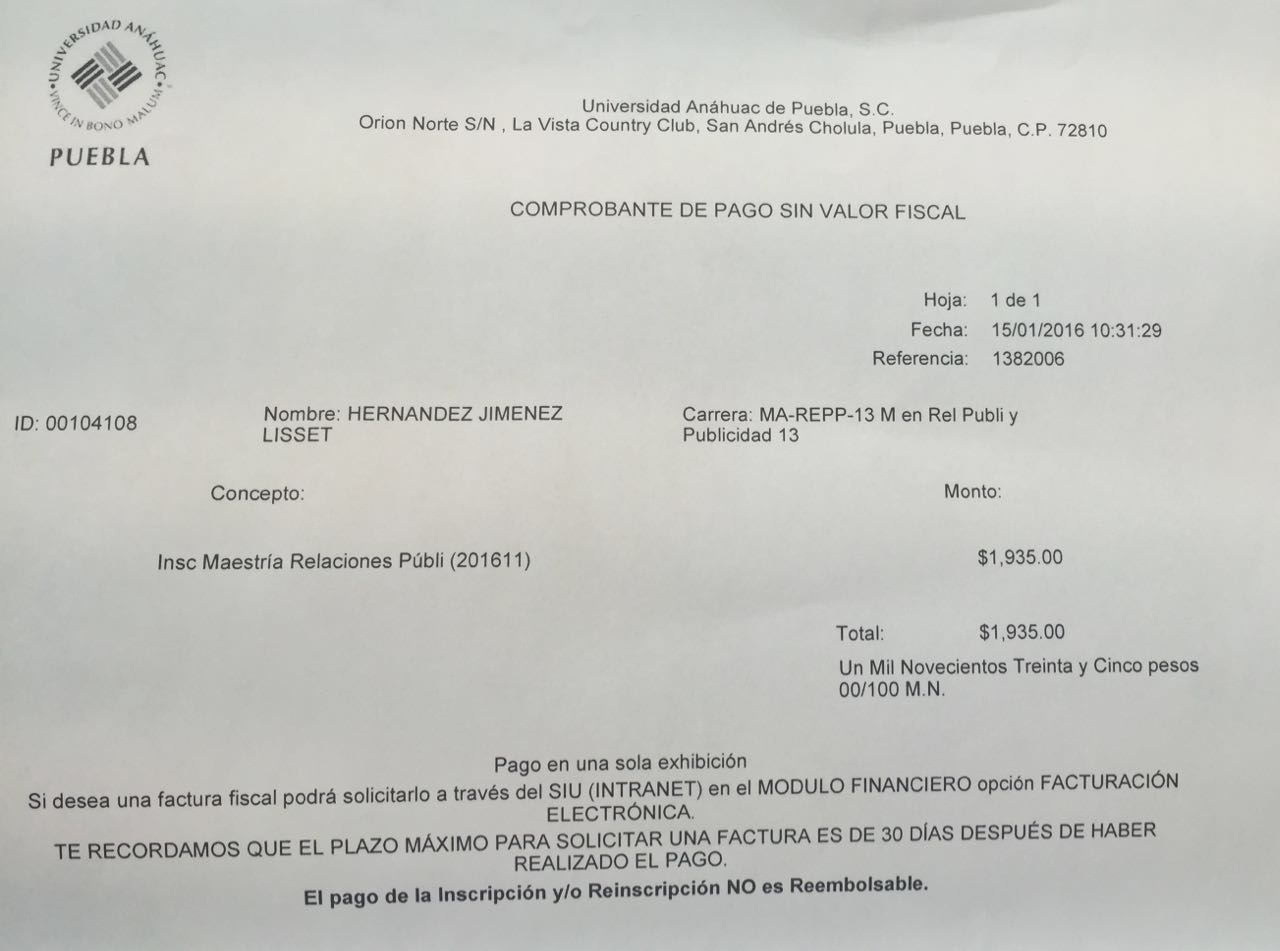 UNIVERSIDAD ANÁHUAC
VINCE IN BONO MALUM
PUEBLA
Universidad Anáhuac de Puebla, S.C.
Orion Norte S/N , La Vista Country Club, San Andrés Cholula, Puebla, Puebla, C.P. 72810
COMPROBANTE DE PAGO SIN VALOR FISCAL
Hoja: 1 de 1
Fecha: 15/01/2016 10:31:29
Referencia: 1382006
ID: 00104108
Nombre: HERNANDEZ JIMENEZ
LISSET
Carrera: MA-REPP-13 M en Rel Publi y
Publicidad 13
Concepto: Monto:
Insc Maestría Relaciones Públi (201611) $1,935.00
Total: $1,935.00
Un Mil Novecientos Treinta y Cinco pesos
00/100 M.N.
Pago en una sola exhibición
Si desea una factura fiscal podrá solicitarlo a través del SIU (INTRANET) en el MODULO FINANCIERO opción FACTURACIÓN
ELECTRÓNICA.
TE RECORDAMOS QUE EL PLAZO MÁXIMO PARA SOLICITAR UNA FACTURA ES DE 30 DÍAS DESPUÉS DE HABER
REALIZADO EL PAGO.
El pago de la Inscripción y/o Reinscripción NO es Reembolsable.